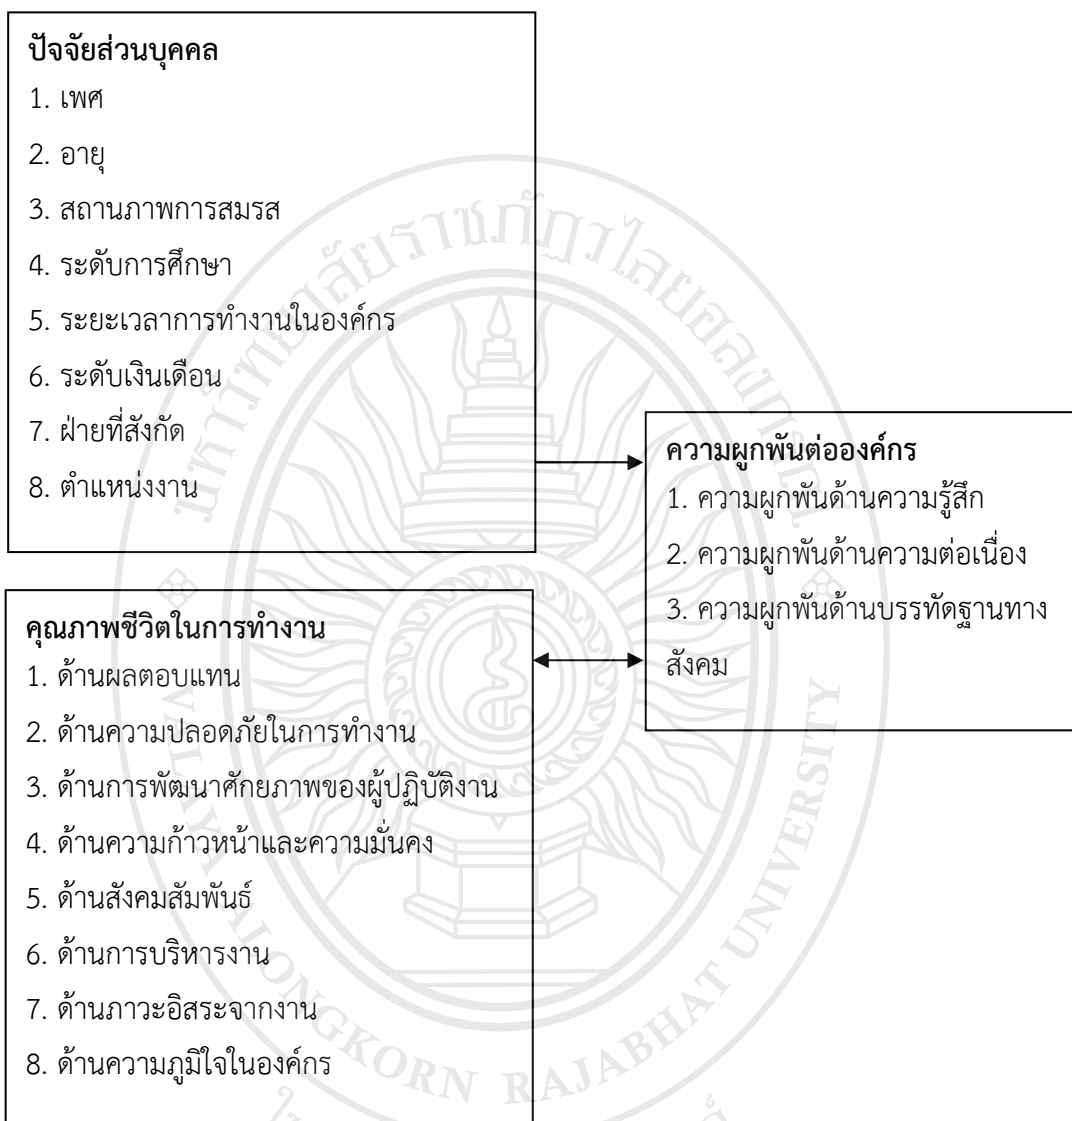 ปัจจัยส่วนบุคคล
1. เพศ
2. อายุ
3. สถานภาพการสมรส
4. ระดับการศึกษา
5. ระยะเวลาการทำงานในองค์กร
6. ระดับเงินเดือน
7. ฝ่ายที่สังกัด
8. ตำแหน่งงาน
ความผูกพันต่อองค์กร
1. ความผูกพันด้านความรู้สึก
2. ความผูกพันด้านความต่อเนื่อง
3. ความผูกพันด้านบรรทัดฐานทาง
สังคม
คุณภาพชีวิตในการทำงาน
1. ด้านผลตอบแทน
2. ด้านความปลอดภัยในการทำงาน
3. ด้านการพัฒนาศักยภาพของผู้ปฏิบัติงาน
4. ด้านความก้าวหน้าและความมั่นคง
5. ด้านสังคมสัมพันธ์
6. ด้านการบริหารงาน
7. ด้านภาวะอิสระจากงาน
8. ด้านความภูมิใจในองค์กร
RAJABHAT UNIVERSITY